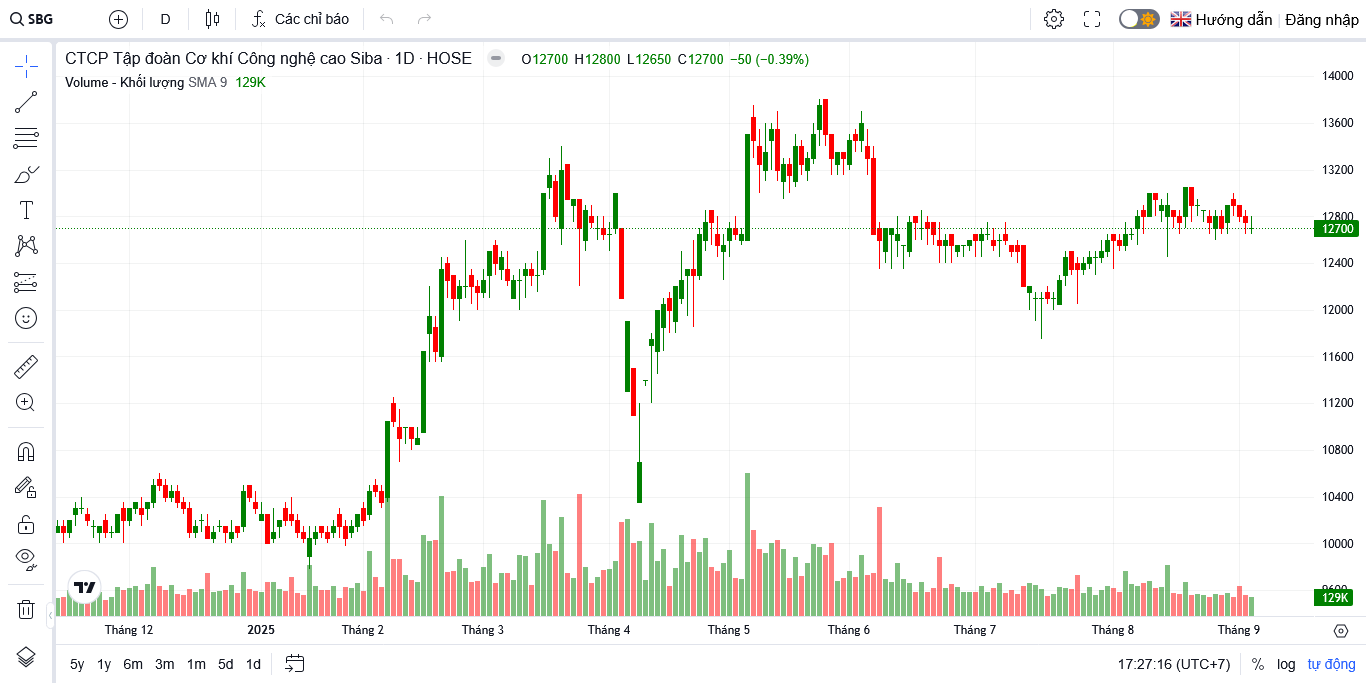 SBG D Các chỉ báo Hướng dẫn Đăng nhập
CTCP Tập đoàn Cơ khí Công nghệ cao Siba · 1D · HOSE O12700 H12800 L12650 C12700 −50 (−0.39%)
Volume - Khối lượng SMA 9 129K
14000
13600
13200
12800
12700
12400
12000
11600
11200
10800
10400
10000
9600
129K
Tháng 12 2025 Tháng 2 Tháng 3 Tháng 4 Tháng 5 Tháng 6 Tháng 7 Tháng 8 Tháng 9
5y 1y 6m 3m 1m 5d 1d 17:27:16 (UTC+7) % log tự động